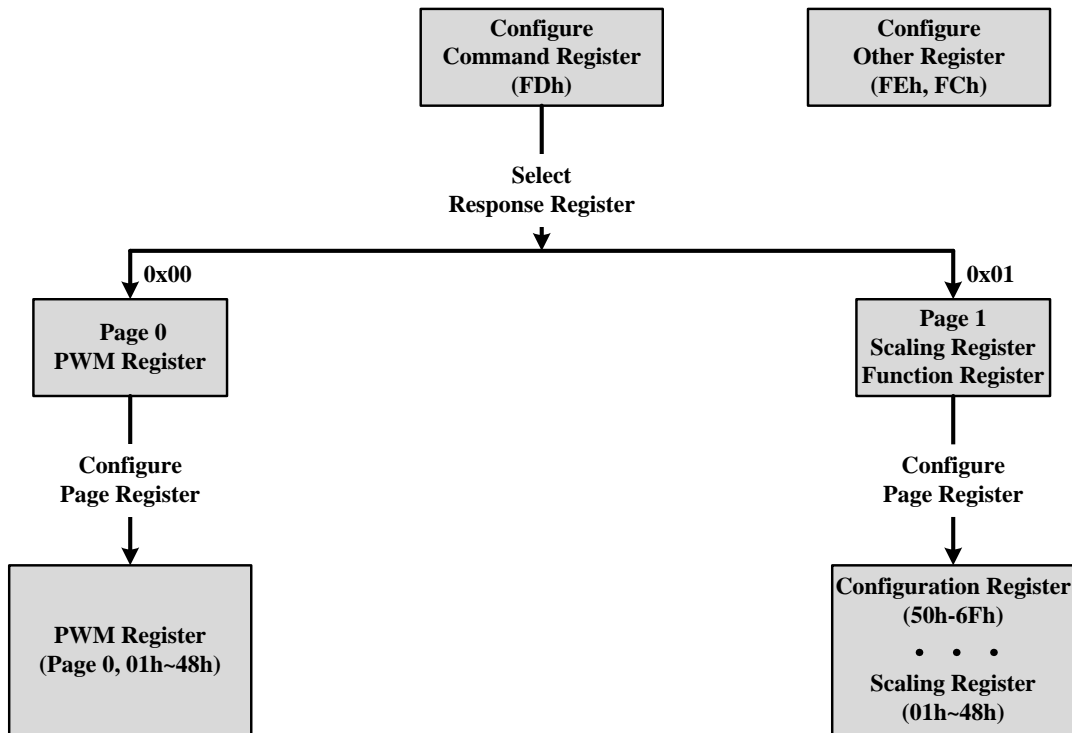 Configure
Command Register
(FDh)
Configure
Other Register
(FEh, FCh)
Select
Response Register
0x00
0x01
Page 0
PWM Register
Page 1
Scaling Register
Function Register
Configure
Page Register
Configure
Page Register
PWM Register
(Page 0, 01h~48h)
Configuration Register
(50h-6Fh)
• • •
Scaling Register
(01h~48h)